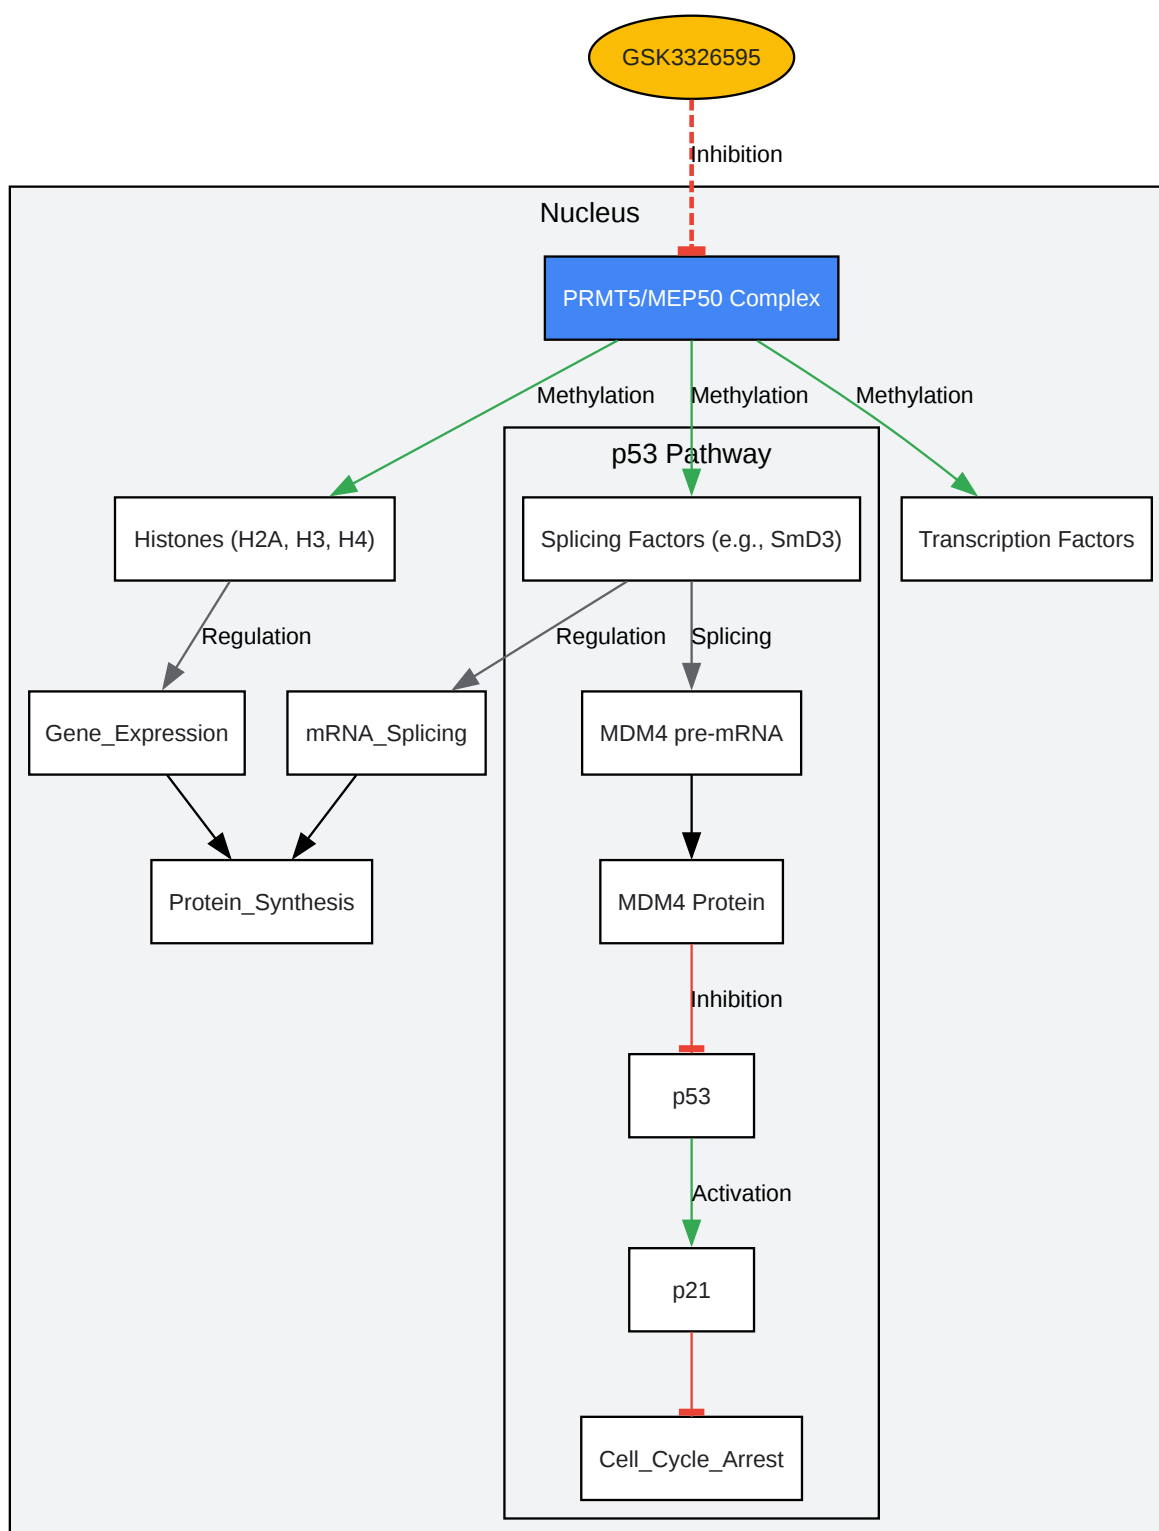 GSK3326595
Inhibition
Nucleus
PRMT5/MEP50 Complex
Methylation
Methylation
Methylation
p53 Pathway
Histones (H2A, H3, H4)
Splicing Factors (e.g., SmD3)
Transcription Factors
Regulation
Regulation
Splicing
Gene_Expression
mRNA_Splicing
MDM4 pre-mRNA
Protein_Synthesis
MDM4 Protein
Inhibition
p53
Activation
p21
Cell_Cycle_Arrest